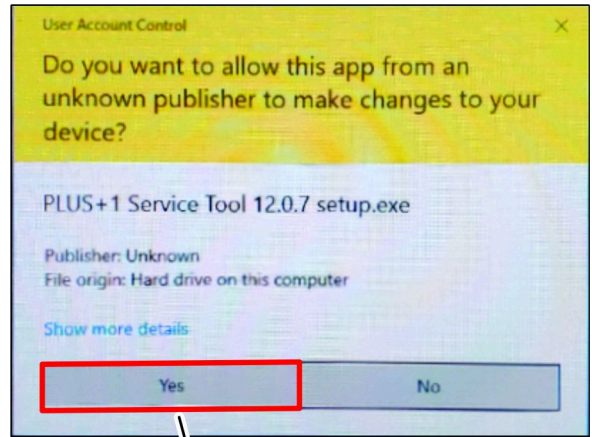 User Account Control
Do you want to allow this app from an
unknown publisher to make changes to your
device?
PLUS+1 Service Tool 12.0.7 setup.exe
Publisher: Unknown
File origin: Hard drive on this computer
Show more details
Yes
No